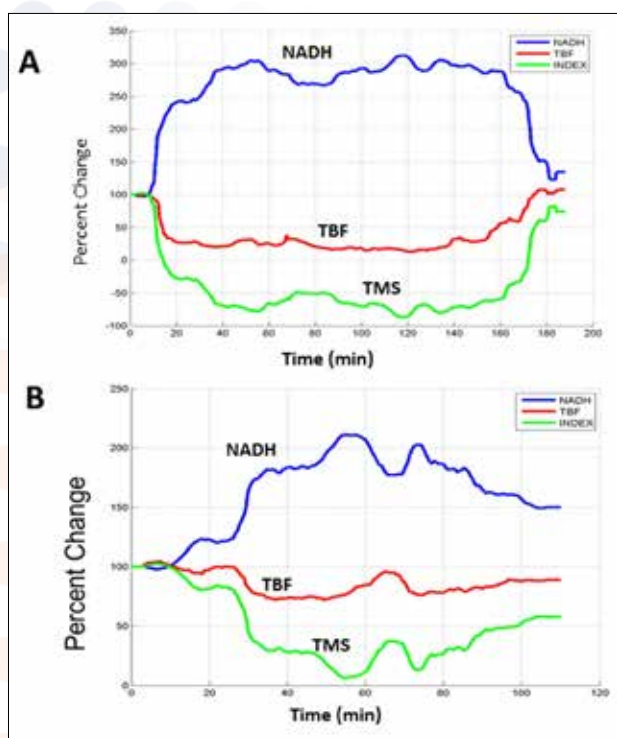 A
350
300
250
200
150
100
50
0
-50
-100
Percent Change
NADH
TBF
TMS
NADH
TBF
INDEX
0 20 40 60 80 100 120 140 160 180 200
Time (min)
B
250
200
150
100
50
0
Percent Change
NADH
TBF
TMS
NADH
TBF
INDEX
0 20 40 60 80 100 120
Time (min)